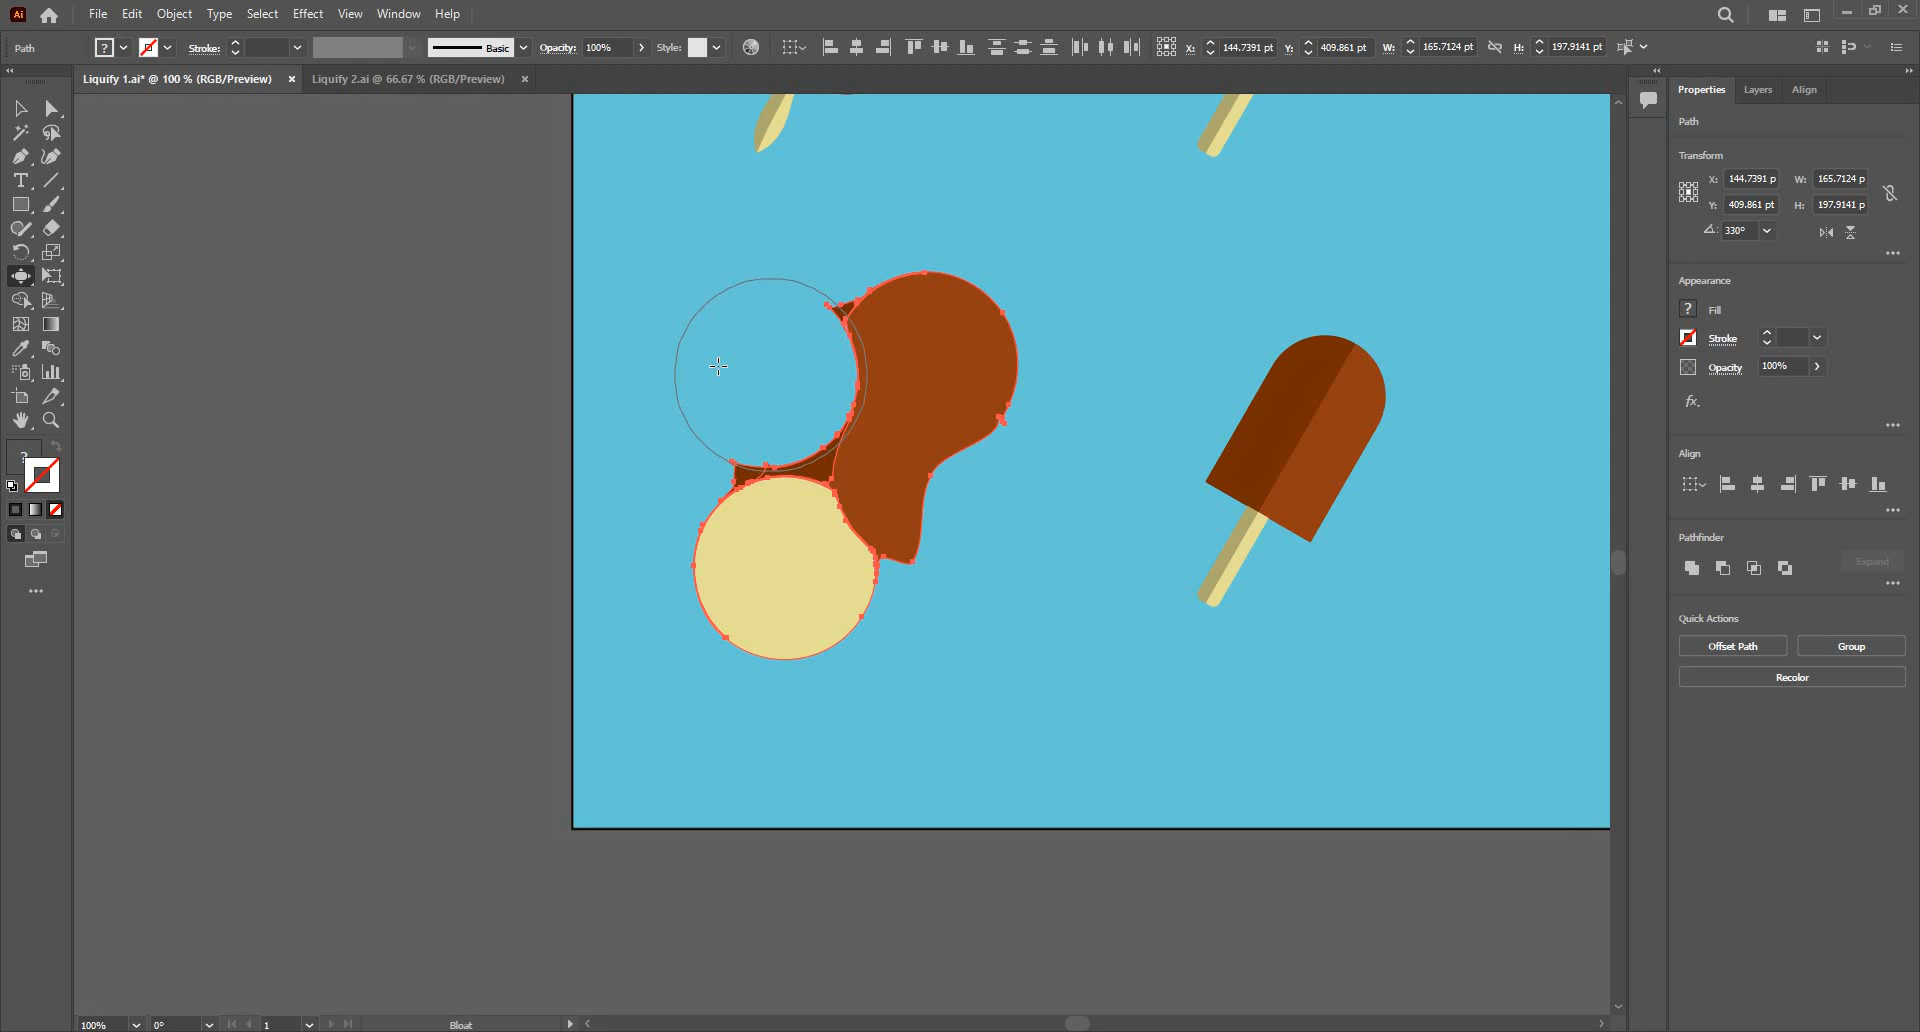 Ai File Edit Object Type Select Effect View Window Help
Path ? Stroke: Basic Opacity: 100% Style: X: 144.7391 pt Y: 409.861 pt W: 165.7124 pt H: 197.9141 pt
Liquify 1.ai* @ 100 % (RGB/Preview) × Liquify 2.ai @ 66.67 % (RGB/Preview) ×
Properties Layers Align
Path
Transform
X: 144.7391 p W: 165.7124 p
Y: 409.861 pt H: 197.9141 p
330°
Appearance
? Fill
Stroke
Opacity 100%
fx.
Align
Pathfinder
Expand
Quick Actions
Offset Path Group
Recolor
?
100% 0° 1 Bloat